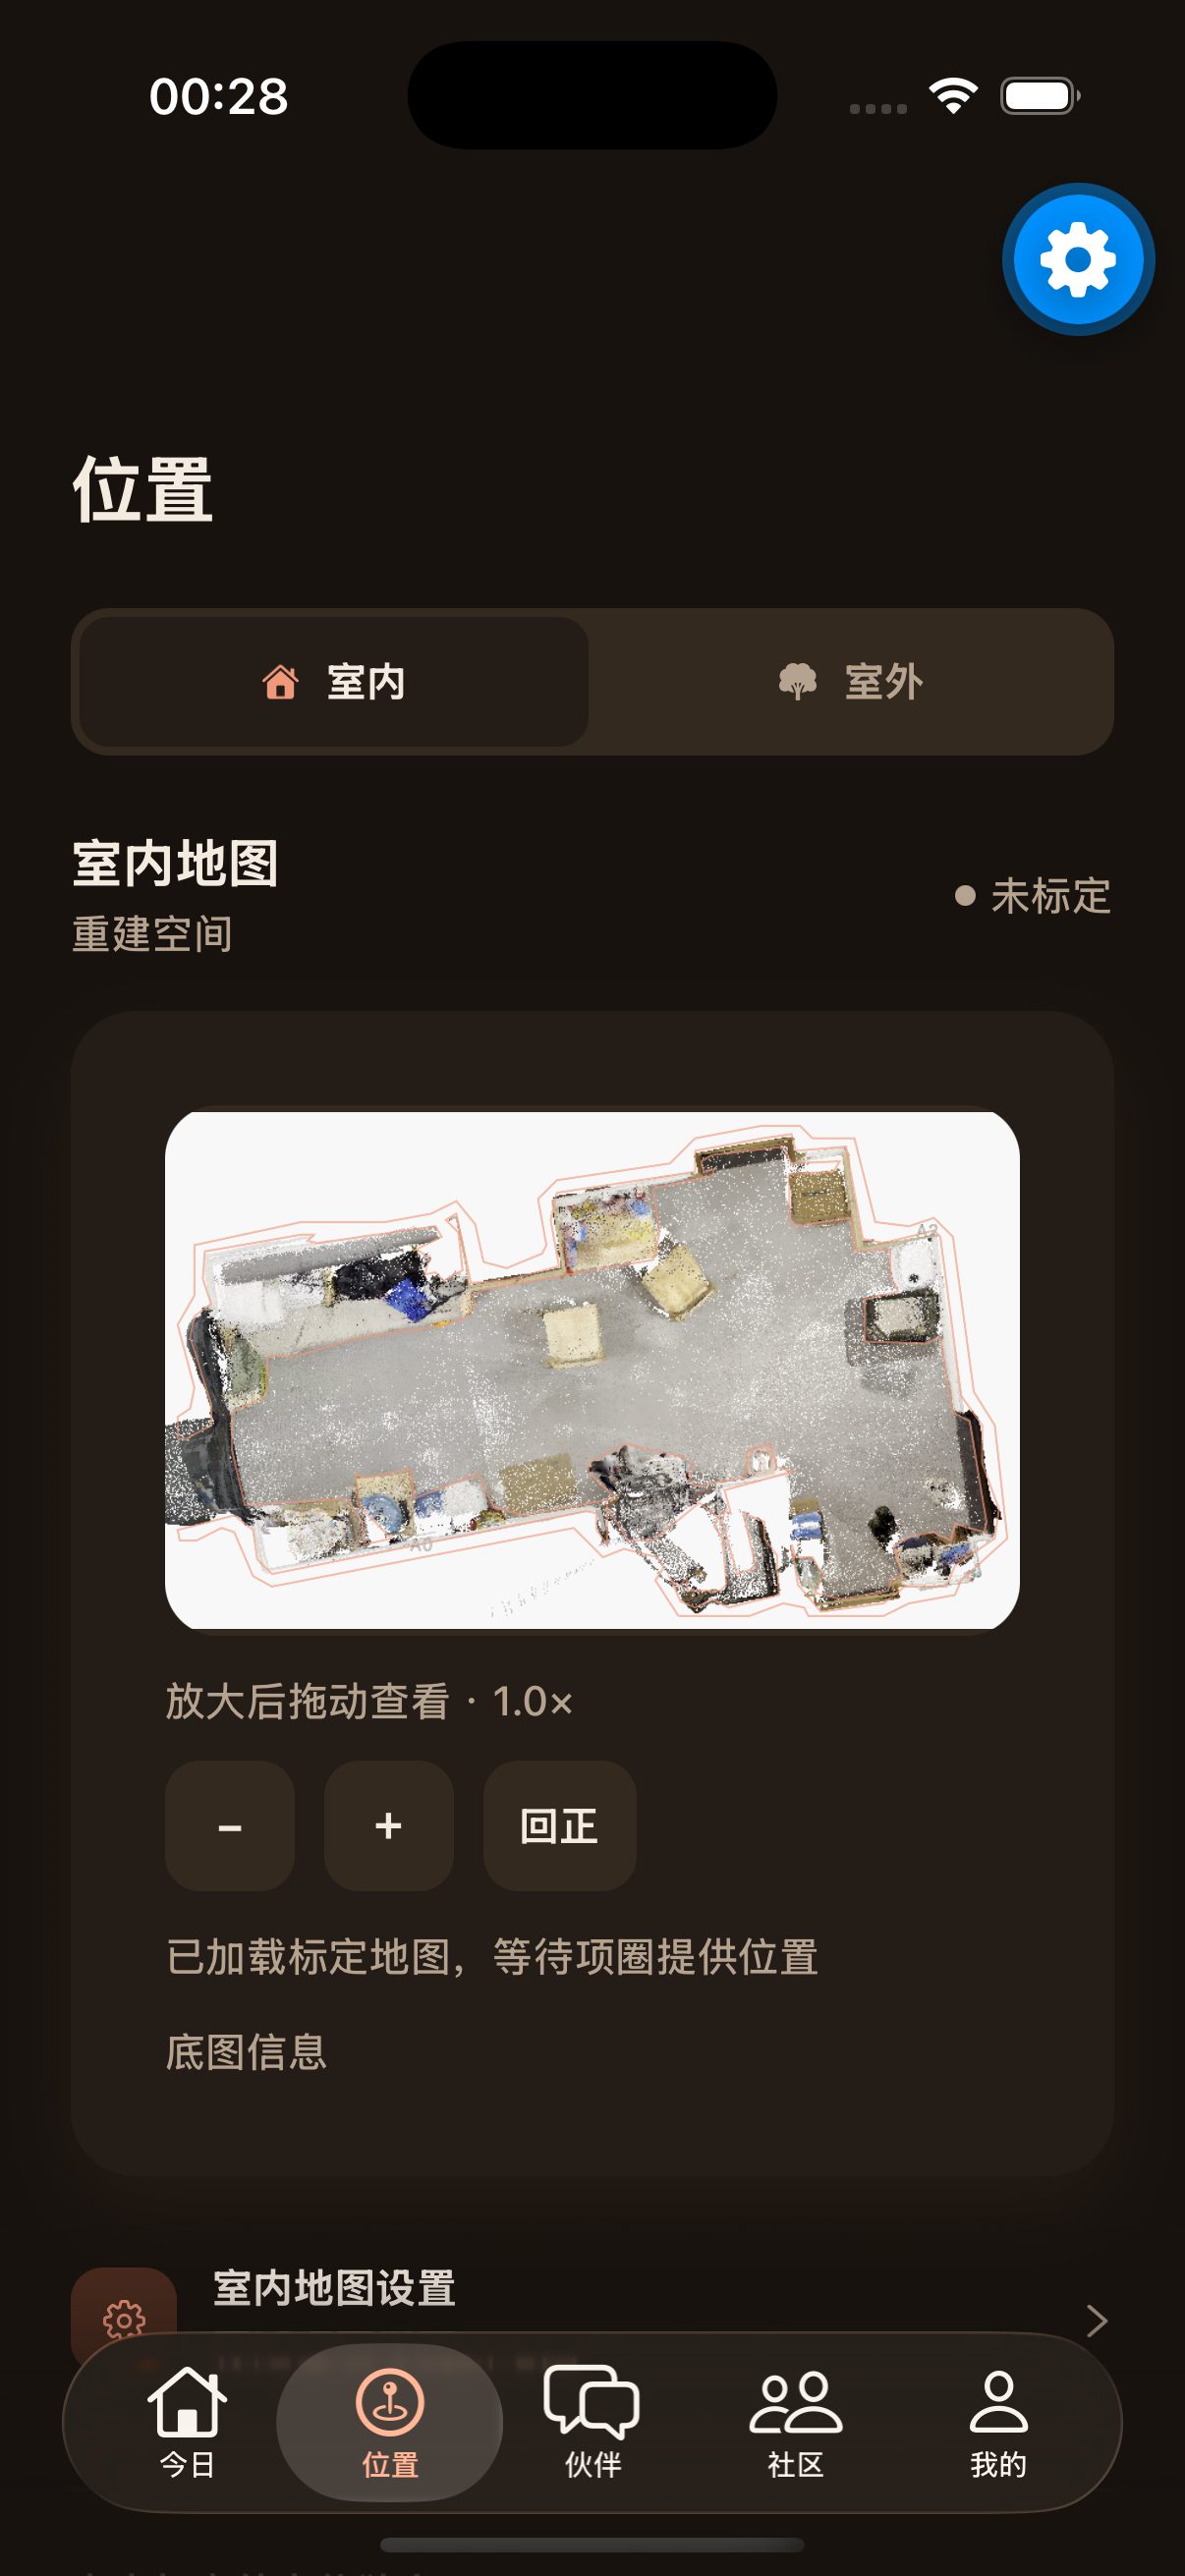 00:28
位置
室内
室外
室内地图
重建空间
未标定
A0
放大后拖动查看 · 1.0×
−
+
回正
已加载标定地图，等待项圈提供位置
底图信息
室内地图设置
今日
位置
伙伴
社区
我的